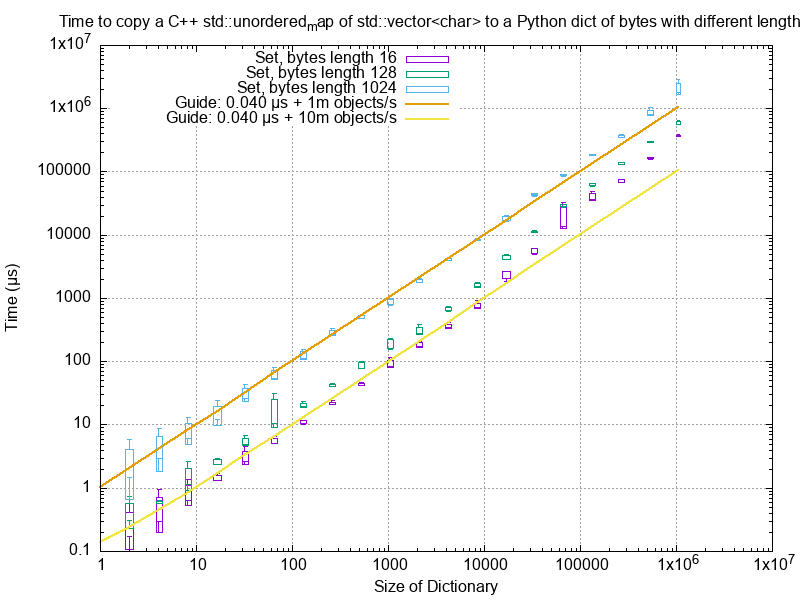 Time to copy a C++ std::unordered_map of std::vector<char> to a Python dict of bytes with different length
1x10^7
Set, bytes length 16
Set, bytes length 128
Set, bytes length 1024
Guide: 0.040 µs + 1m objects/s
Guide: 0.040 µs + 10m objects/s
1x10^6
100000
10000
1000
100
10
1
0.1
Time (µs)
1 10 100 1000 10000 100000 1x10^6 1x10^7
Size of Dictionary